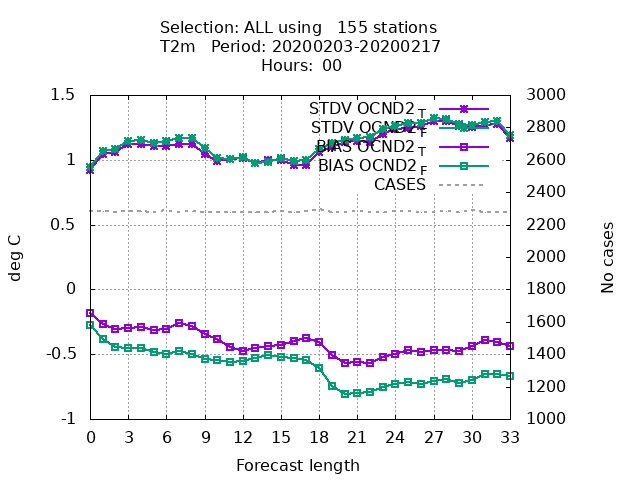 Selection: ALL using   155 stations
T2m   Period: 20200203-20200217
Hours: 00
STDV OCND2_T
STDV OCND2_F
BIAS OCND2_T
BIAS OCND2_F
CASES
1.5
1
0.5
0
-0.5
-1
deg C
3000
2800
2600
2400
2200
2000
1800
1600
1400
1200
1000
No cases
0 3 6 9 12 15 18 21 24 27 30 33
Forecast length